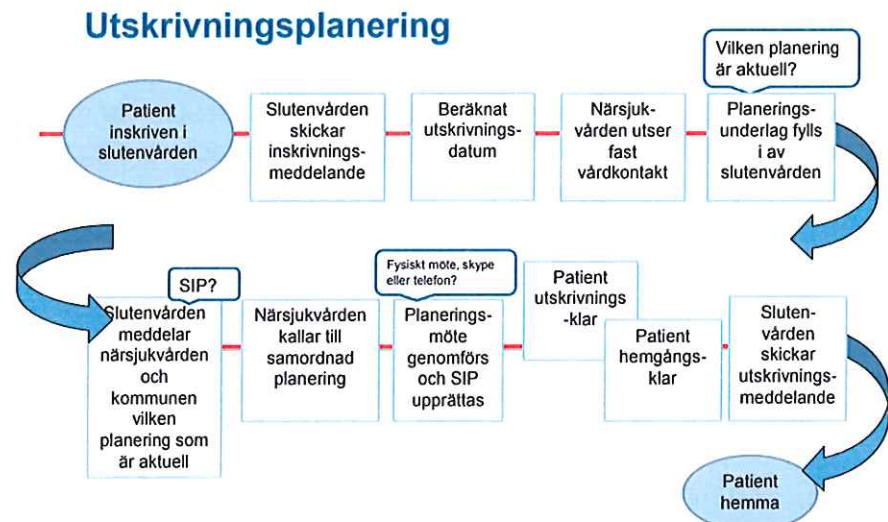 Utskrivningsplanering
Vilken planering
är aktuell?
Patient
inskriven i
slutenvården
Slutenvården
skickar
inskrivnings-
meddelande
Beräknat
utskrivnings-
datum
Närsjuk-
vården utser
fast
vårdkontakt
Planerings-
underlag fylls
i av
slutenvården
SIP?
Slutenvården
meddelar
närsjukvården
och
kommunen
vilken
planering som
är aktuell
Närsjukvården
kallar till
samordnad
planering
Fysiskt möte, skype
eller telefon?
Planerings-
möte
genomförs
och SIP
upprättas
Patient
utskrivnings
-klar
Patient
hemgångs-
klar
Sluten-
vården
skickar
utskrivnings-
meddelande
Patient
hemma